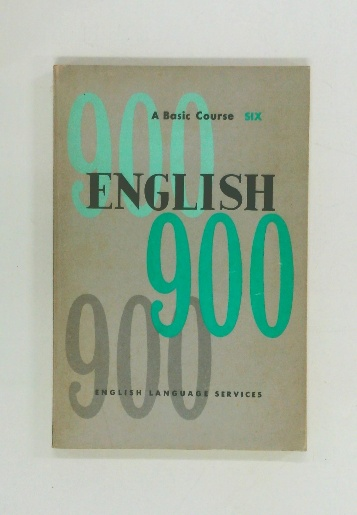 A Basic Course SIX
900
ENGLISH
900
900
ENGLISH LANGUAGE SERVICES